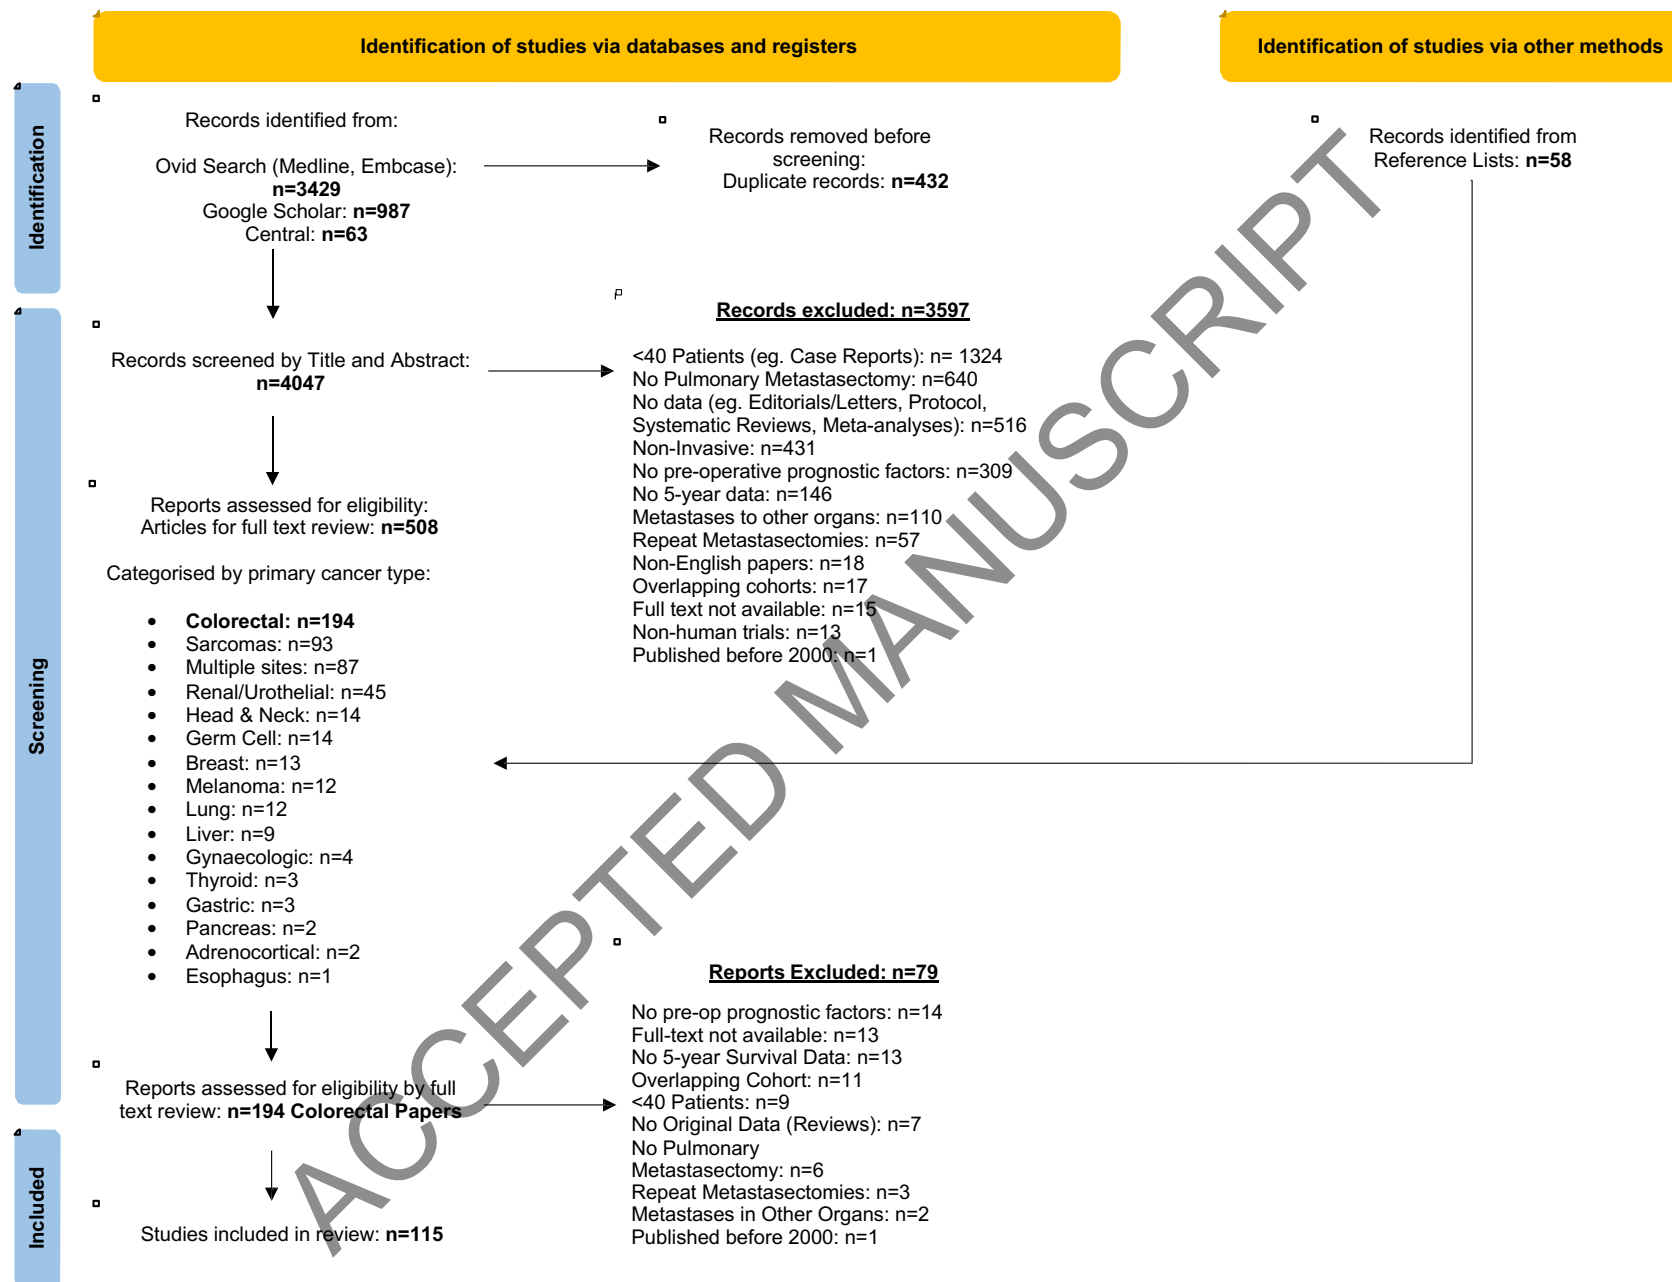 Identification of studies via databases and registers
Identification of studies via other methods
Identification
Records identified from:
Ovid Search (Medline, Embcase):
n=3429
Google Scholar: n=987
Central: n=63
Records removed before
screening:
Duplicate records: n=432
Records identified from
Reference Lists: n=58
Screening
Records screened by Title and Abstract:
n=4047
Records excluded: n=3597
<40 Patients (eg. Case Reports): n= 1324
No Pulmonary Metastasectomy: n=640
No data (eg. Editorials/Letters, Protocol,
Systematic Reviews, Meta-analyses): n=516
Non-Invasive: n=431
No pre-operative prognostic factors: n=309
No 5-year data: n=146
Metastases to other organs: n=110
Repeat Metastasectomies: n=57
Non-English papers: n=18
Overlapping cohorts: n=17
Full text not available: n=15
Non-human trials: n=13
Published before 2000: n=1
Reports assessed for eligibility:
Articles for full text review: n=508
Categorised by primary cancer type:
• Colorectal: n=194
• Sarcomas: n=93
• Multiple sites: n=87
• Renal/Urothelial: n=45
• Head & Neck: n=14
• Germ Cell: n=14
• Breast: n=13
• Melanoma: n=12
• Lung: n=12
• Liver: n=9
• Gynaecologic: n=4
• Thyroid: n=3
• Gastric: n=3
• Pancreas: n=2
• Adrenocortical: n=2
• Esophagus: n=1
Reports assessed for eligibility by full
text review: n=194 Colorectal Papers
Reports Excluded: n=79
No pre-op prognostic factors: n=14
Full-text not available: n=13
No 5-year Survival Data: n=13
Overlapping Cohort: n=11
<40 Patients: n=9
No Original Data (Reviews): n=7
No Pulmonary
Metastasectomy: n=6
Repeat Metastasectomies: n=3
Metastases in Other Organs: n=2
Published before 2000: n=1
Included
Studies included in review: n=115
ACCEPTED MANUSCRIPT